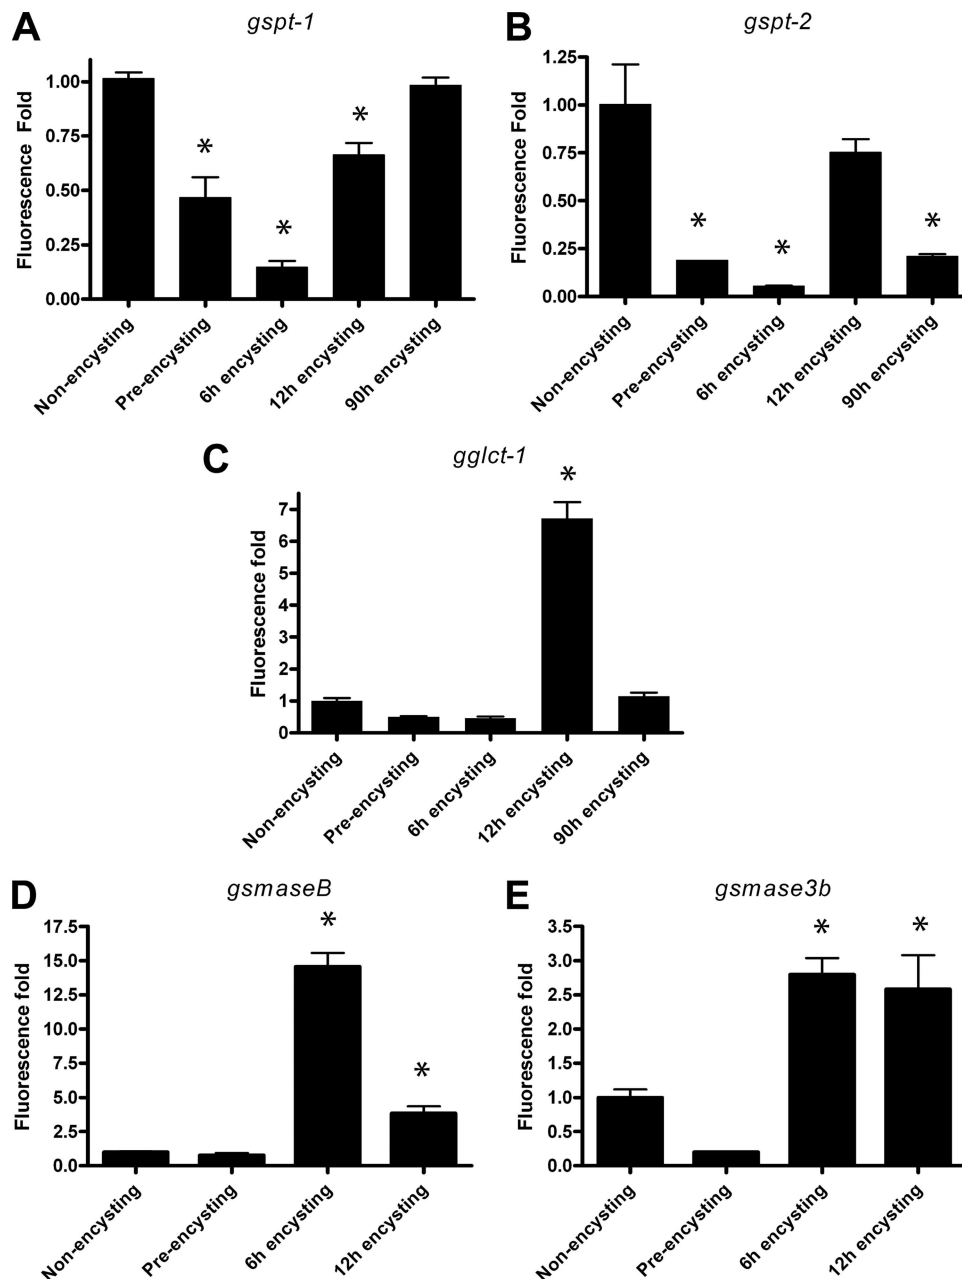 A
gspt-1
Fluorescence Fold
1.00
0.75
0.50
0.25
0.00
*
*
*
Non-encysting
Pre-encysting
6h encysting
12h encysting
90h encysting
B
gspt-2
Fluorescence Fold
1.25
1.00
0.75
0.50
0.25
0.00
*
*
*
Non-encysting
Pre-encysting
6h encysting
12h encysting
90h encysting
C
gglct-1
Fluorescence fold
7
6
5
4
3
2
1
0
*
Non-encysting
Pre-encysting
6h encysting
12h encysting
90h encysting
D
gsmaseB
Fluorescence fold
17.5
15.0
12.5
10.0
7.5
5.0
2.5
0.0
*
*
Non-encysting
Pre-encysting
6h encysting
12h encysting
E
gsmase3b
Fluorescence fold
3.5
3.0
2.5
2.0
1.5
1.0
0.5
0.0
*
*
Non-encysting
Pre-encysting
6h encysting
12h encysting